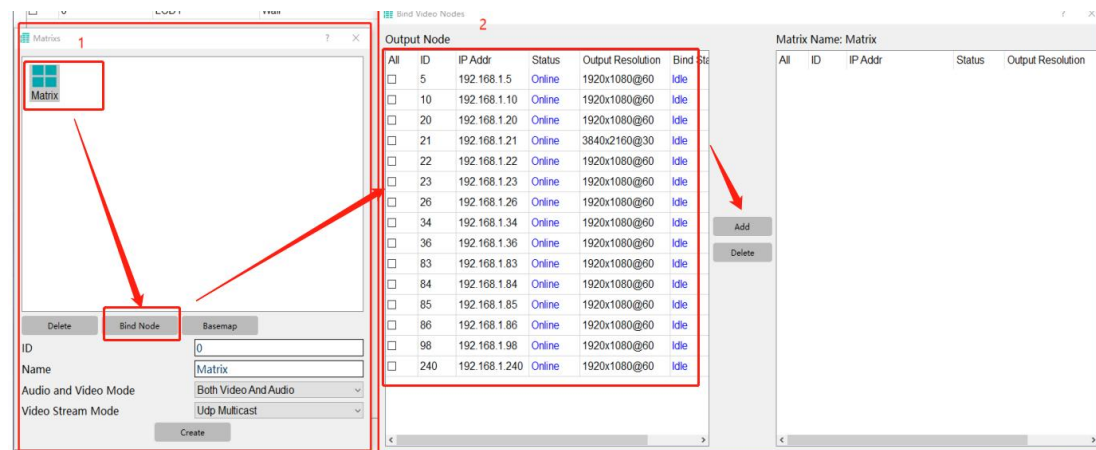 Matrixs
1
Matrix
Delete
Bind Node
Basemap
ID
0
Name
Matrix
Audio and Video Mode
Both Video And Audio
Video Stream Mode
Udp Multicast
Create
Bind Video Nodes
2
Output Node
All ID IP Addr Status Output Resolution Bind Sta
5 192.168.1.5 Online 1920x1080@60 Idle
10 192.168.1.10 Online 1920x1080@60 Idle
20 192.168.1.20 Online 1920x1080@60 Idle
21 192.168.1.21 Online 3840x2160@30 Idle
22 192.168.1.22 Online 1920x1080@60 Idle
23 192.168.1.23 Online 1920x1080@60 Idle
26 192.168.1.26 Online 1920x1080@60 Idle
34 192.168.1.34 Online 1920x1080@60 Idle
36 192.168.1.36 Online 1920x1080@60 Idle
83 192.168.1.83 Online 1920x1080@60 Idle
84 192.168.1.84 Online 1920x1080@60 Idle
85 192.168.1.85 Online 1920x1080@60 Idle
86 192.168.1.86 Online 1920x1080@60 Idle
98 192.168.1.98 Online 1920x1080@60 Idle
240 192.168.1.240 Online 1920x1080@60 Idle
Add
Delete
Matrix Name: Matrix
All ID IP Addr Status Output Resolution